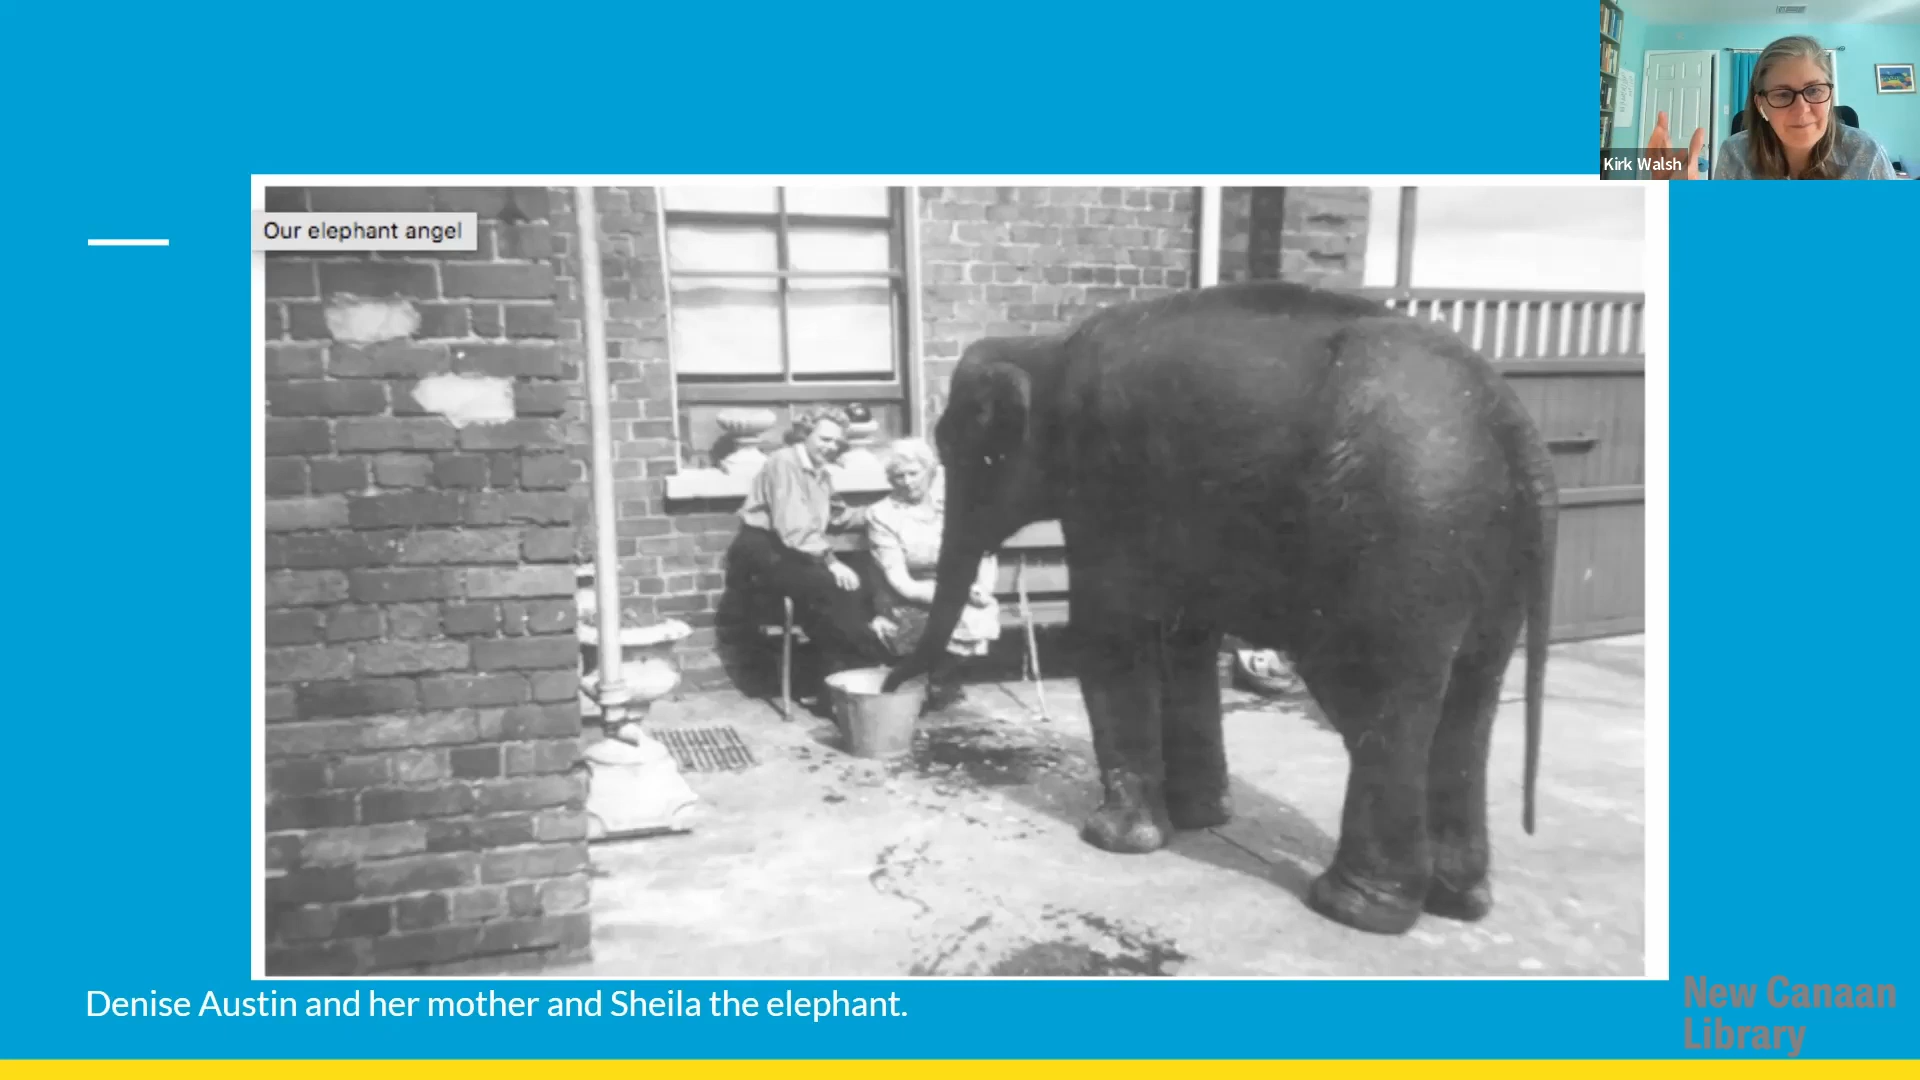 Kirk Walsh
Our elephant angel
Denise Austin and her mother and Sheila the elephant.
New Canaan
Library